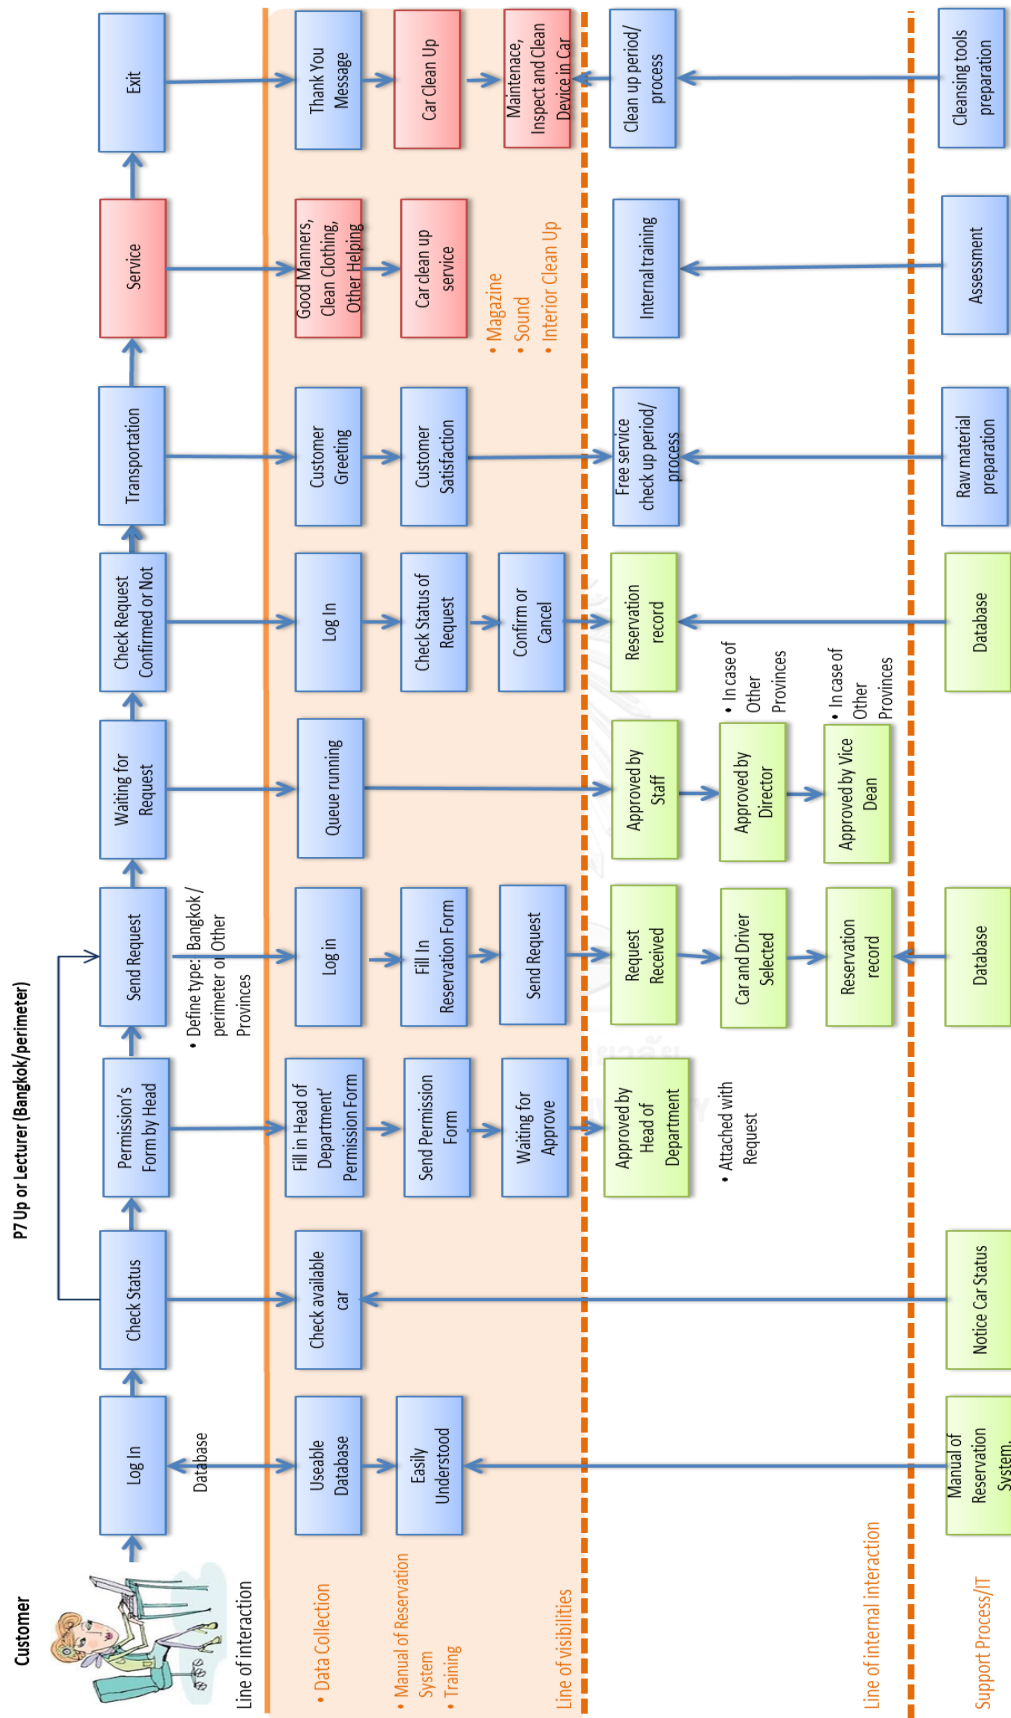 P7 Up or Lecturer (Bangkok/perimeter)
Customer
Log In
Check Status
Permission's
Form by Head
Send Request
Waiting for
Request
Check Request
Confirmed or Not
Transportation
Service
Exit
Database
• Define type: Bangkok/
perimeter or Other
Provinces
Line of interaction
• Data Collection
Useable
Database
Check available
car
Fill in Head of
Department'
Permission Form
Log in
Queue running
Log In
Customer
Greeting
Good Manners,
Clean Clothing,
Other Helping
Thank You
Message
• Manual of Reservation
System
• Training
Easily
Understood
Send Permission
Form
Fill In
Reservation Form
Check Status of
Request
Customer
Satisfaction
Car clean up
service
Car Clean Up
Waiting for
Approve
Send Request
Confirm or
Cancel
• Magazine
• Sound
• Interior Clean Up
Maintenace,
Inspect and Clean
Device in Car
Line of visibilities
Approved by
Head of
Department
Request
Received
Approved by
Staff
Reservation
record
Free service
check up period/
process
Internal training
Clean up period/
process
• Attached with
Request
Car and Driver
Selected
Approved by
Director
• In case of
Other
Provinces
Reservation
record
Approved by Vice
Dean
• In case of
Other
Provinces
Line of internal interaction
Support Process/IT
Manual of
Reservation
System.
Notice Car Status
Database
Database
Raw material
preparation
Assessment
Cleansing tools
preparation